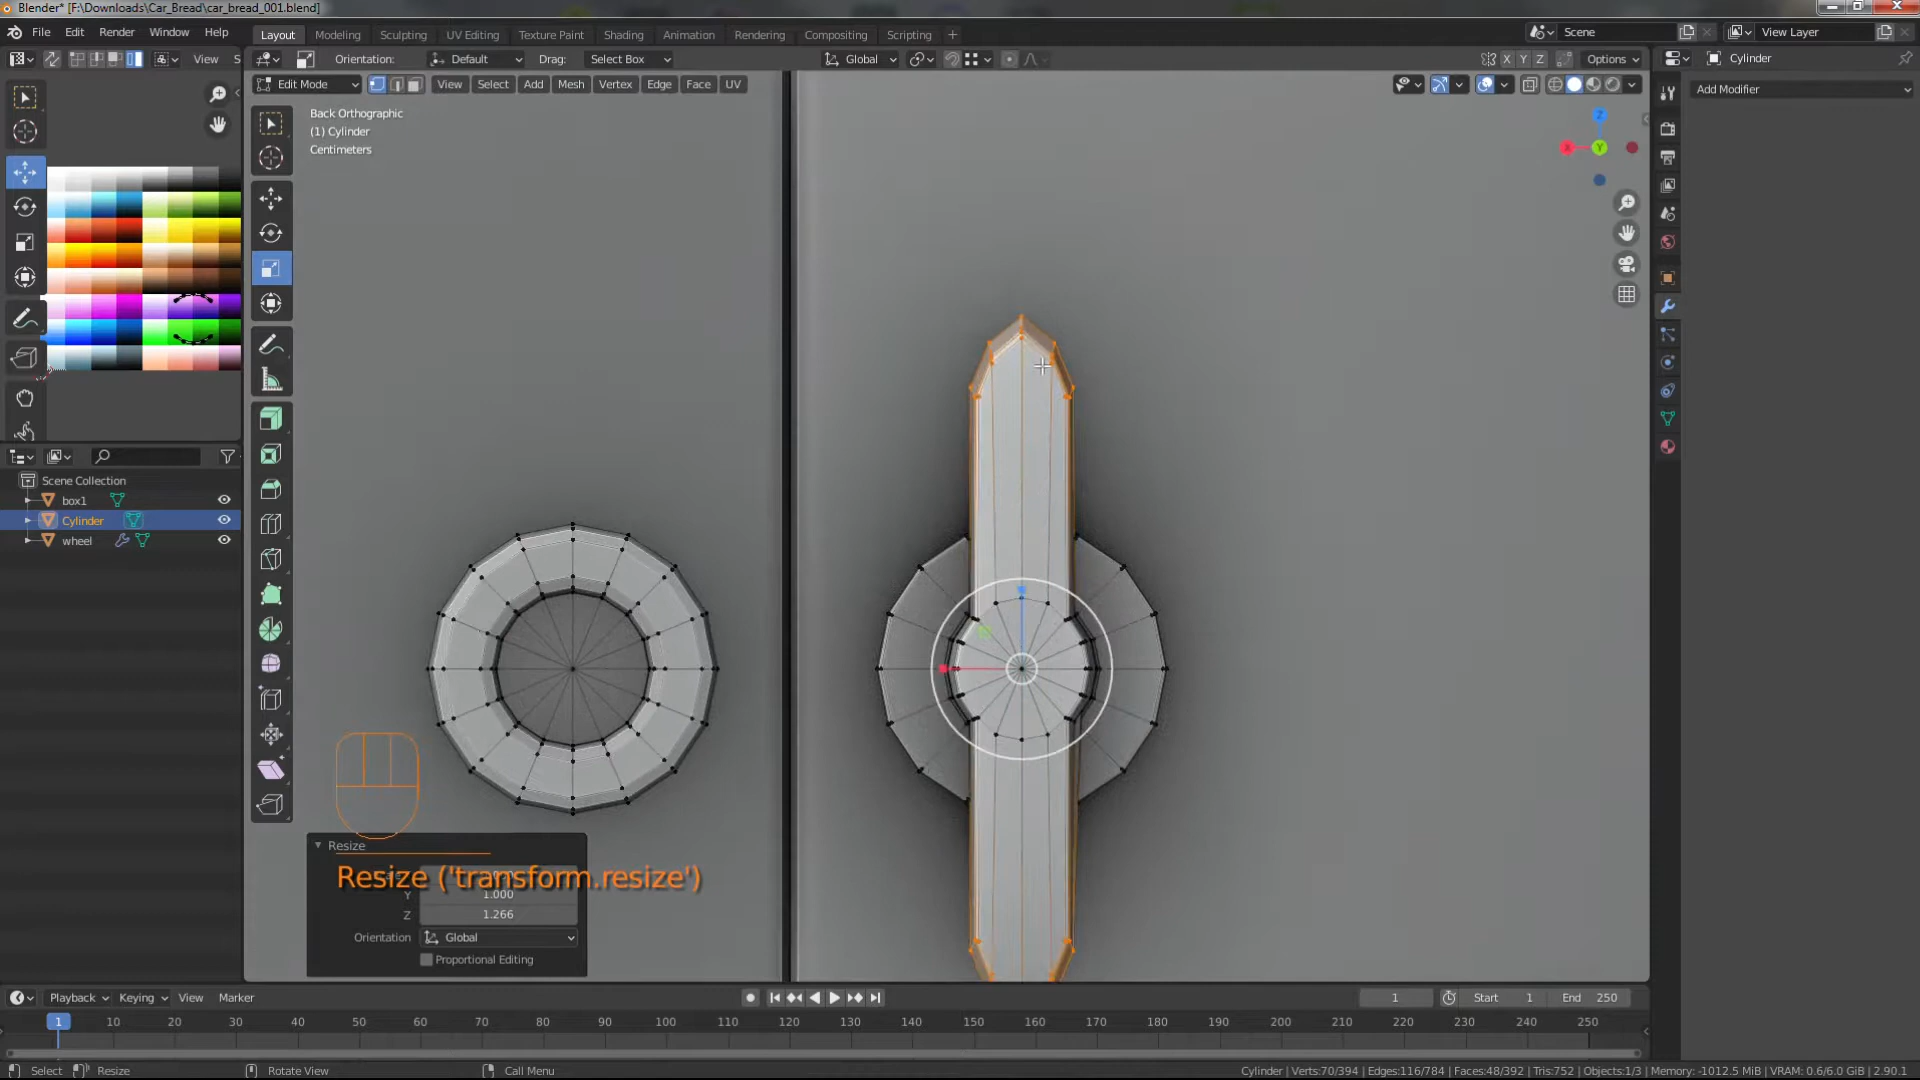 Blender* [F:\Downloads\Car_Bread\car_bread_001.blend]
File Edit Render Window Help
Layout Modeling Sculpting UV Editing Texture Paint Shading Animation Rendering Compositing Scripting +
Scene
View Layer
View S
Orientation: Default Drag: Select Box
Global
X Y Z Options
Cylinder
Edit Mode
View Select Add Mesh Vertex Edge Face UV
Add Modifier
Back Orthographic
(1) Cylinder
Centimeters
Z
X Y
Scene Collection
box1
Cylinder
wheel
Resize
Resize ('transform.resize')
Y 1.000
Z 1.266
Orientation Global
Proportional Editing
Playback Keying View Marker
1 Start 1 End 250
1 10 20 30 40 50 60 70 80 90 100 110 120 130 140 150 160 170 180 190 200 210 220 230 240 250
Select Resize Rotate View Call Menu
Cylinder | Verts:70/394 | Edges:116/784 | Faces:48/392 | Tris:752 | Objects:1/3 | Memory: -1012.5 MiB | VRAM: 0.6/6.0 GiB | 2.90.1